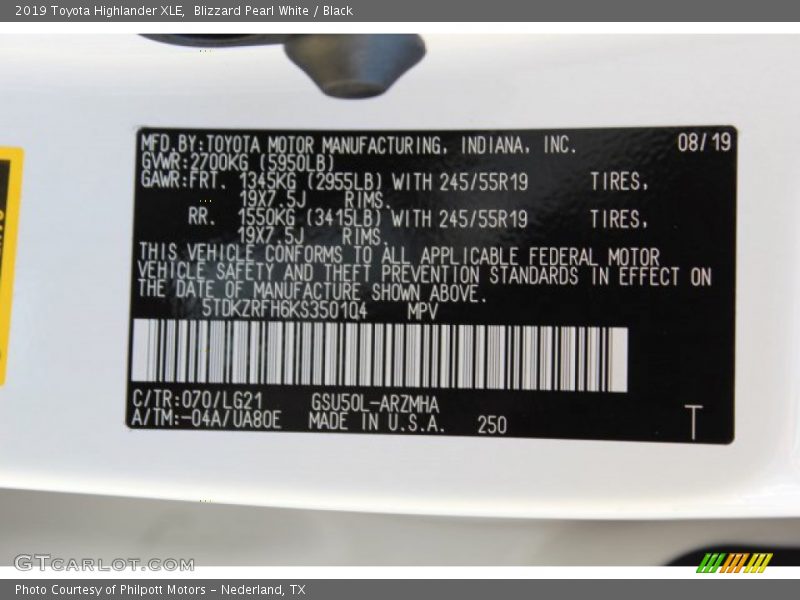 2019 Toyota Highlander XLE,  Blizzard Pearl White / Black
MFD.BY:TOYOTA MOTOR MANUFACTURING, INDIANA, INC. 08/19
GVWR:2700KG (5950LB)
GAWR:FRT. 1345KG (2955LB) WITH 245/55R19 TIRES,
19X7.5J RIMS.
RR. 1550KG (3415LB) WITH 245/55R19 TIRES,
19X7.5J RIMS.
THIS VEHICLE CONFORMS TO ALL APPLICABLE FEDERAL MOTOR
VEHICLE SAFETY AND THEFT PREVENTION STANDARDS IN EFFECT ON
THE DATE OF MANUFACTURE SHOWN ABOVE.
5TDKZRFH6KS3501Q4 MPV
C/TR:070/LG21 GSU50L-ARZMHA
A/TM:-04A/UA80E MADE IN U.S.A. 250 T
GTCARLOT.COM
Photo Courtesy of Philpott Motors - Nederland, TX